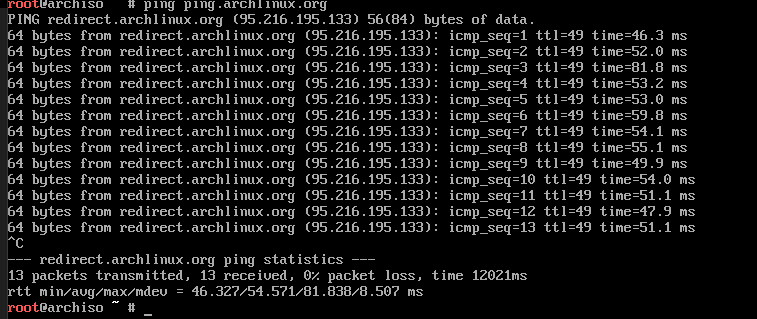 root@archiso ~ # ping ping.archlinux.org
PING redirect.archlinux.org (95.216.195.133) 56(84) bytes of data.
64 bytes from redirect.archlinux.org (95.216.195.133): icmp_seq=1 ttl=49 time=46.3 ms
64 bytes from redirect.archlinux.org (95.216.195.133): icmp_seq=2 ttl=49 time=52.0 ms
64 bytes from redirect.archlinux.org (95.216.195.133): icmp_seq=3 ttl=49 time=81.8 ms
64 bytes from redirect.archlinux.org (95.216.195.133): icmp_seq=4 ttl=49 time=53.2 ms
64 bytes from redirect.archlinux.org (95.216.195.133): icmp_seq=5 ttl=49 time=53.0 ms
64 bytes from redirect.archlinux.org (95.216.195.133): icmp_seq=6 ttl=49 time=59.8 ms
64 bytes from redirect.archlinux.org (95.216.195.133): icmp_seq=7 ttl=49 time=54.1 ms
64 bytes from redirect.archlinux.org (95.216.195.133): icmp_seq=8 ttl=49 time=55.1 ms
64 bytes from redirect.archlinux.org (95.216.195.133): icmp_seq=9 ttl=49 time=49.9 ms
64 bytes from redirect.archlinux.org (95.216.195.133): icmp_seq=10 ttl=49 time=54.0 ms
64 bytes from redirect.archlinux.org (95.216.195.133): icmp_seq=11 ttl=49 time=51.1 ms
64 bytes from redirect.archlinux.org (95.216.195.133): icmp_seq=12 ttl=49 time=47.9 ms
64 bytes from redirect.archlinux.org (95.216.195.133): icmp_seq=13 ttl=49 time=51.1 ms
^C
--- redirect.archlinux.org ping statistics ---
13 packets transmitted, 13 received, 0% packet loss, time 12021ms
rtt min/avg/max/mdev = 46.327/54.571/81.838/8.507 ms
root@archiso ~ # _